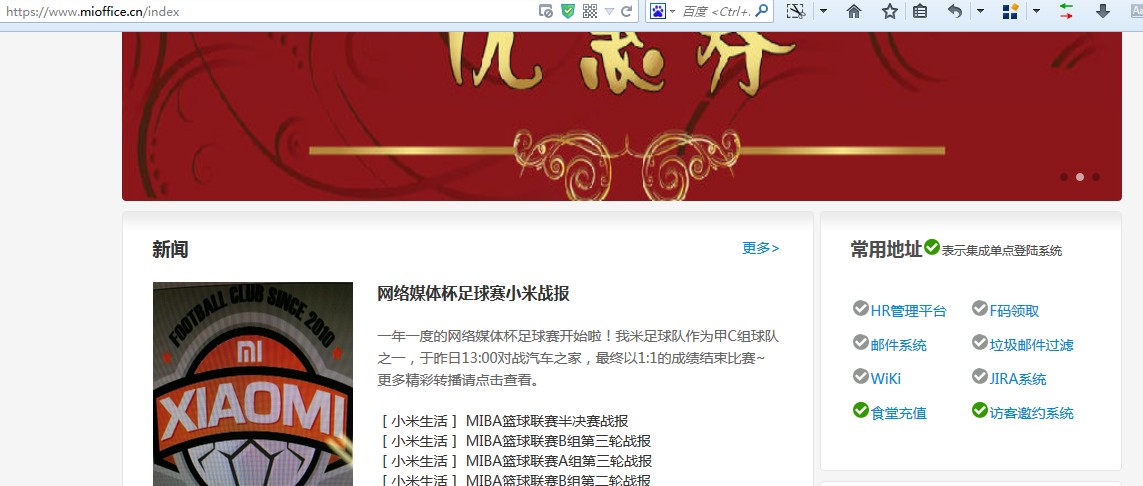 https://www.mioffice.cn/index
百度 <Ctrl+.
优惠券
新闻
更多>
常用地址 表示集成单点登陆系统
FOOTBALL CLUB SINCE 2010
MI
XIAOMI
网络媒体杯足球赛小米战报
一年一度的网络媒体杯足球赛开始啦！我米足球队作为甲C组球队
之一，于昨日13:00对战汽车之家，最终以1:1的成绩结束比赛~
更多精彩转播请点击查看。
[ 小米生活 ] MIBA篮球联赛半决赛战报
[ 小米生活 ] MIBA篮球联赛B组第三轮战报
[ 小米生活 ] MIBA篮球联赛A组第三轮战报
[ 小米生活 ] MIBA篮球联赛B组第二轮战报
HR管理平台 F码领取
邮件系统 垃圾邮件过滤
WiKi JIRA系统
食堂充值 访客邀约系统